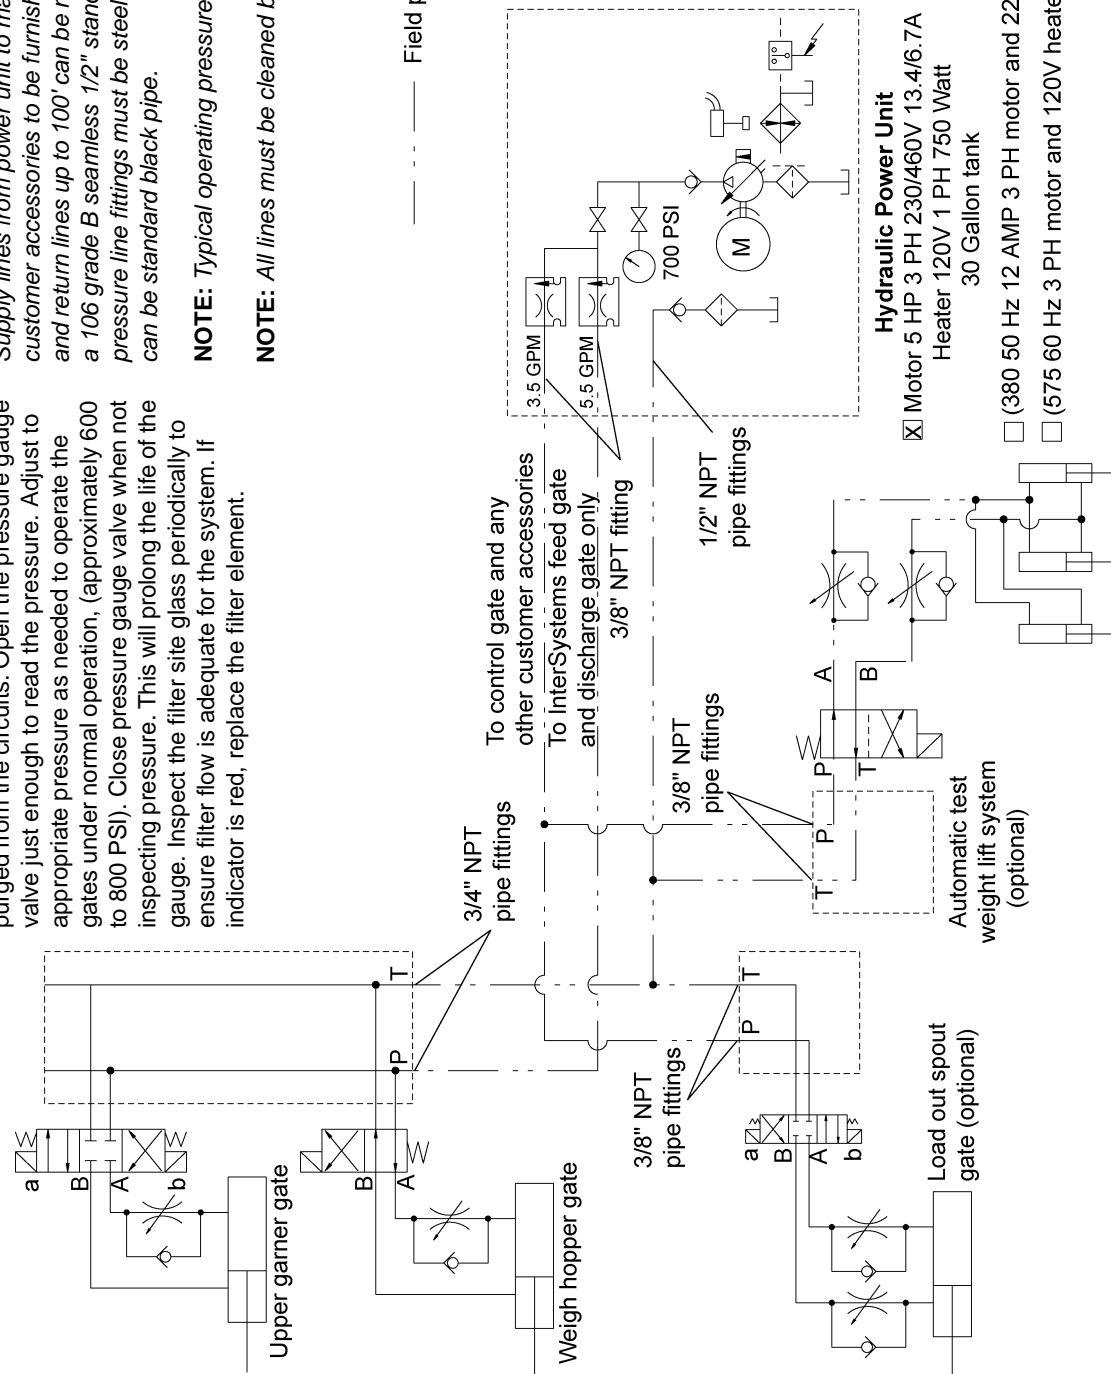 purged from the circuits. Open the pressure gauge
valve just enough to read the pressure. Adjust to
appropriate pressure as needed to operate the
gates under normal operation, (approximately 600
to 800 PSI). Close pressure gauge valve when not
inspecting pressure. This will prolong the life of the
gauge. Inspect the filter site glass periodically to
ensure filter flow is adequate for the system. If
indicator is red, replace the filter element.
Supply lines from power unit to
customer accessories to be
and return lines up to 100' can be
a 106 grade B seamless 1/2"
pressure line fittings must be steel
can be standard black pipe.
NOTE: Typical operating pressure
NOTE: All lines must be cleaned
Field
a
B
A
b
Upper garner gate
T
P
B
A
Weigh hopper gate
3/4" NPT
pipe fittings
To control gate and any
other customer accessories
To InterSystems feed gate
and discharge gate only
3/8" NPT fitting
3.5 GPM
5.5 GPM
700 PSI
M
1/2" NPT
pipe fittings
Hydraulic Power Unit
X Motor 5 HP 3 PH 230/460V 13.4/6.7A
Heater 120V 1 PH 750 Watt
30 Gallon tank
(380 50 Hz 12 AMP 3 PH motor and
(575 60 Hz 3 PH motor and 120V
3/8" NPT
pipe fittings
T
P
a
B
A
b
Load out spout
gate (optional)
3/8" NPT
pipe fittings
T
P
P
T
A
B
Automatic test
weight lift system
(optional)